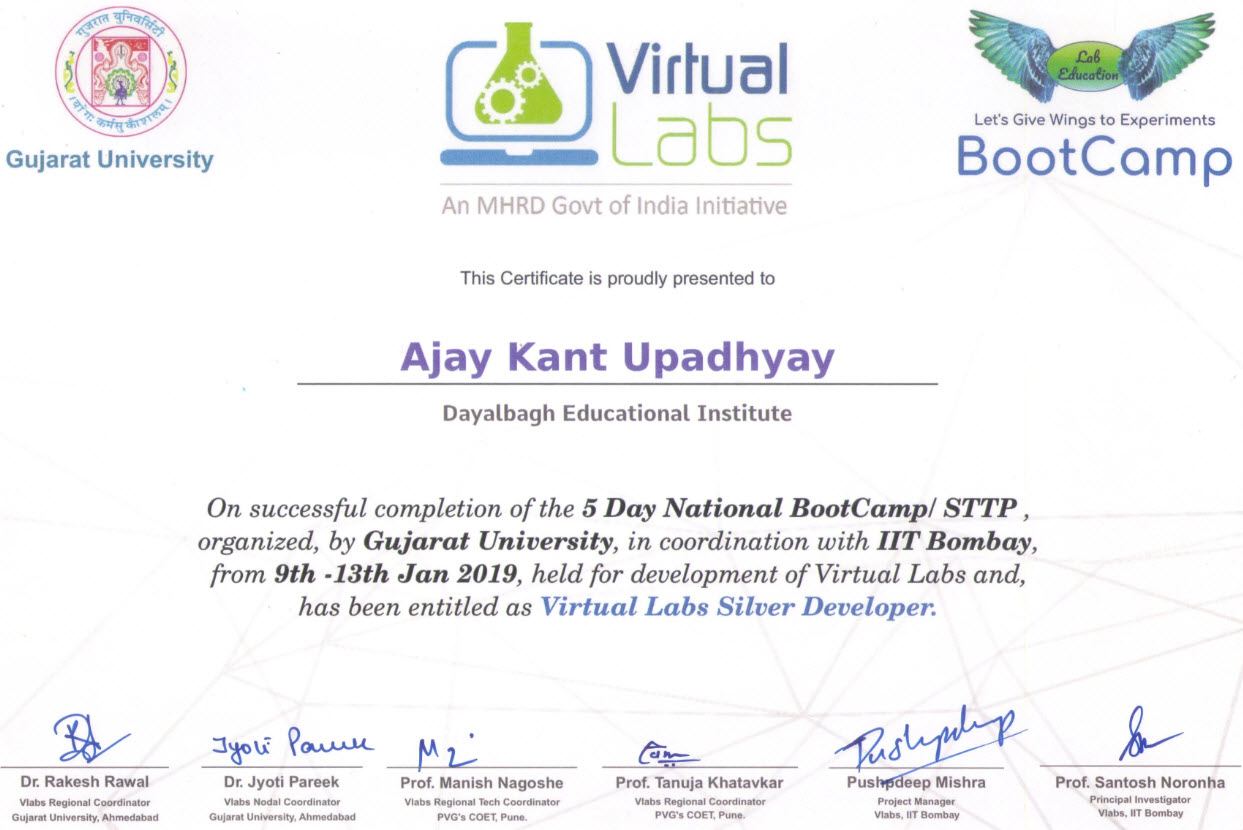 गुजरात युनिवर्सिटी
। योगः कर्मसु कौशलम् ।
Gujarat University
Virtual
Labs
An MHRD Govt of India Initiative
Lab
Education
Let's Give Wings to Experiments
BootCamp
This Certificate is proudly presented to
Ajay Kant Upadhyay
Dayalbagh Educational Institute
On successful completion of the 5 Day National BootCamp/ STTP ,
organized, by Gujarat University, in coordination with IIT Bombay,
from 9th -13th Jan 2019, held for development of Virtual Labs and,
has been entitled as Virtual Labs Silver Developer.
Jyoti Pareek
Pushpdeep
Dr. Rakesh Rawal
Vlabs Regional Coordinator
Gujarat University, Ahmedabad
Dr. Jyoti Pareek
Vlabs Nodal Coordinator
Gujarat University, Ahmedabad
Prof. Manish Nagoshe
Vlabs Regional Tech Coordinator
PVG's COET, Pune.
Prof. Tanuja Khatavkar
Vlabs Regional Coordinator
PVG's COET, Pune.
Pushpdeep Mishra
Project Manager
Vlabs, IIT Bombay
Prof. Santosh Noronha
Principal Investigator
Vlabs, IIT Bombay